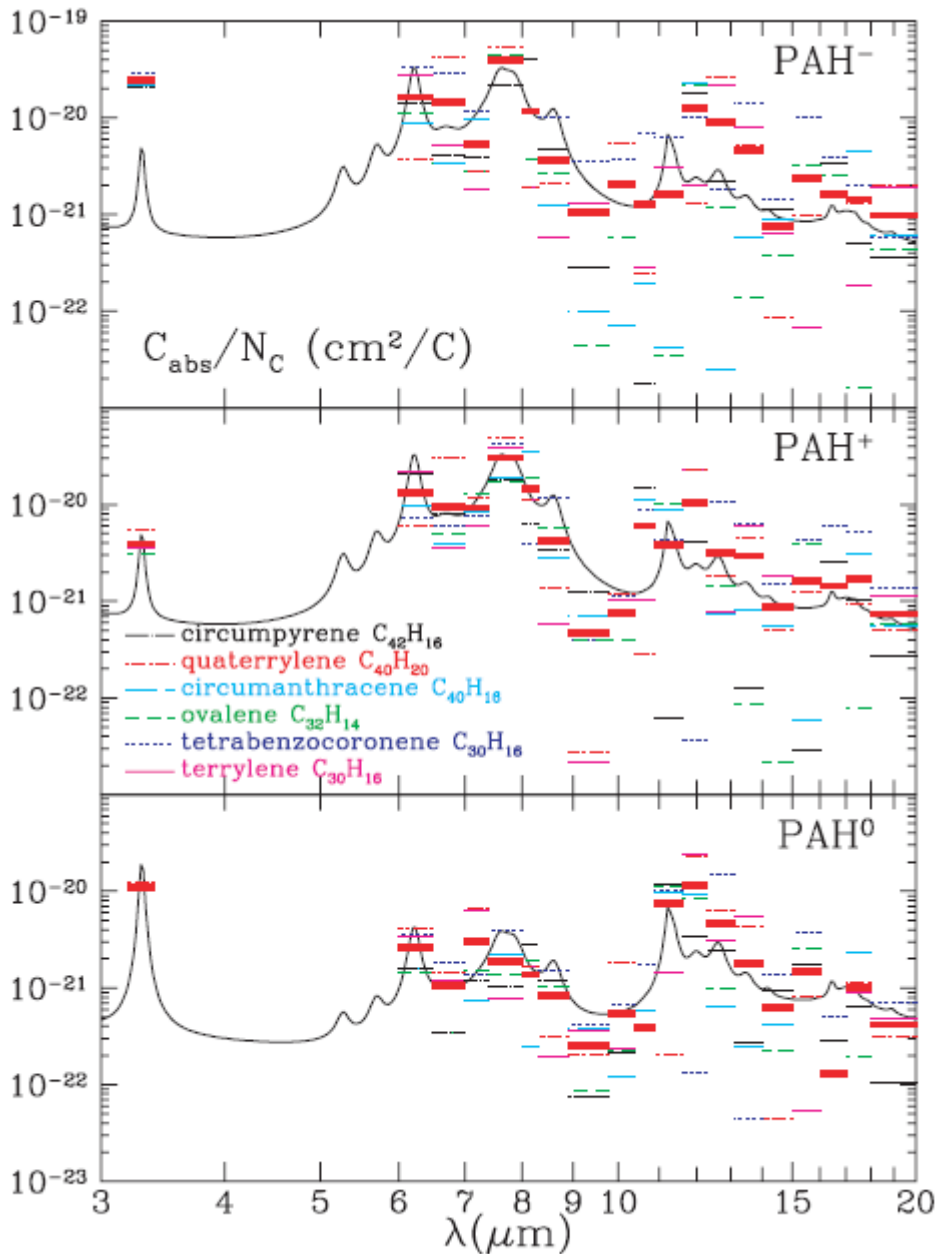 10⁻¹⁹
PAH⁻
10⁻²⁰
10⁻²¹
10⁻²²
C_abs/N_C (cm²/C)
PAH⁺
10⁻²⁰
10⁻²¹
circumpyrene C₄₂H₁₆
quaterrylene C₄₀H₂₀
10⁻²²
circumanthracene C₄₀H₁₆
ovalene C₃₂H₁₄
tetrabenzocoronene C₃₀H₁₆
terrylene C₃₀H₁₆
PAH⁰
10⁻²⁰
10⁻²¹
10⁻²²
10⁻²³
3 4 5 6 7 8 9 10 15 20
λ(μm)